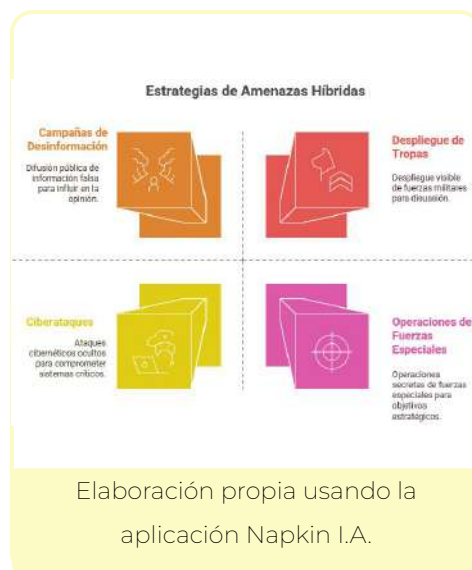 Estrategias de Amenazas Híbridas
Campañas de
Desinformación
Difusión pública de
información falsa
para influir en la
opinión.
Despliegue de
Tropas
Despliegue visible
de fuerzas militares
para disuasión.
Ciberataques
Ataques
cibernéticos ocultos
para comprometer
sistemas críticos.
Operaciones de
Fuerzas
Especiales
Operaciones
secretas de fuerzas
especiales para
objetivos
estratégicos.
Elaboración propia usando la
aplicación Napkin I.A.